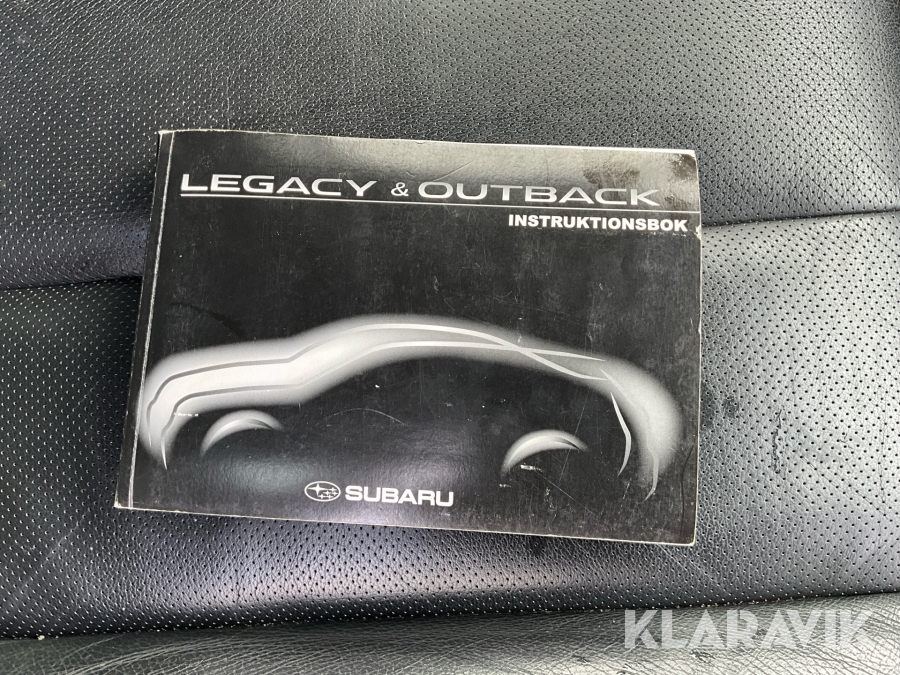 LEGACY & OUTBACK
INSTRUKTIONSBOK
SUBARU
KLARAVIK